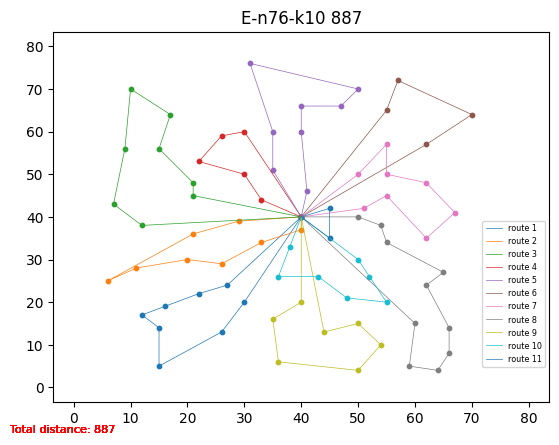 E-n76-k10 887
80
70
60
50
40
30
20
10
0
route 1
route 2
route 3
route 4
route 5
route 6
route 7
route 8
route 9
route 10
route 11
0 10 20 30 40 50 60 70 80
Total distance: 887